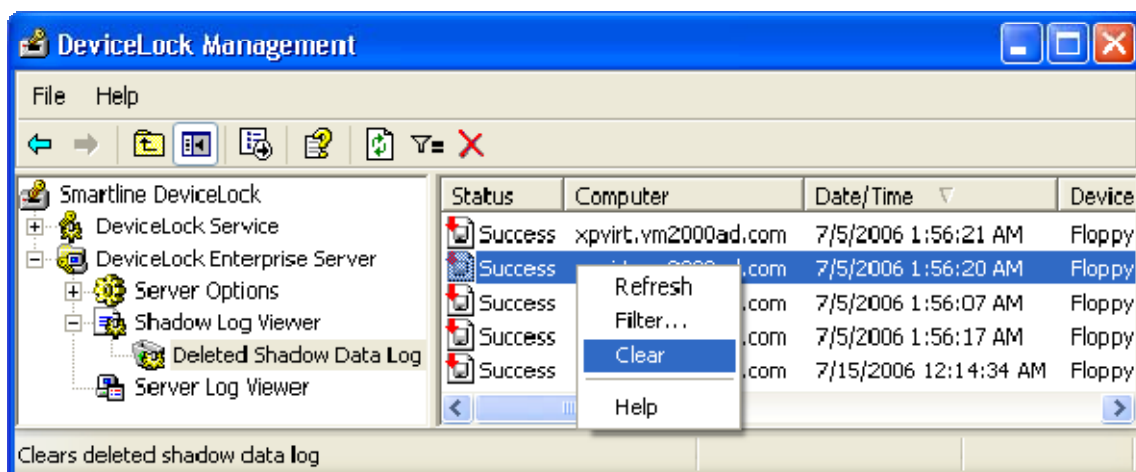 DeviceLock Management
File Help
Smartline DeviceLock
DeviceLock Service
DeviceLock Enterprise Server
Server Options
Shadow Log Viewer
Deleted Shadow Data Log
Server Log Viewer
Status Computer Date/Time Device
Success xpvirt.vm2000ad.com 7/5/2006 1:56:21 AM Floppy
Success 7/5/2006 1:56:20 AM Floppy
Success .com 7/5/2006 1:56:07 AM Floppy
Success .com 7/5/2006 1:56:17 AM Floppy
Success .com 7/15/2006 12:14:34 AM Floppy
Refresh
Filter...
Clear
Help
Clears deleted shadow data log